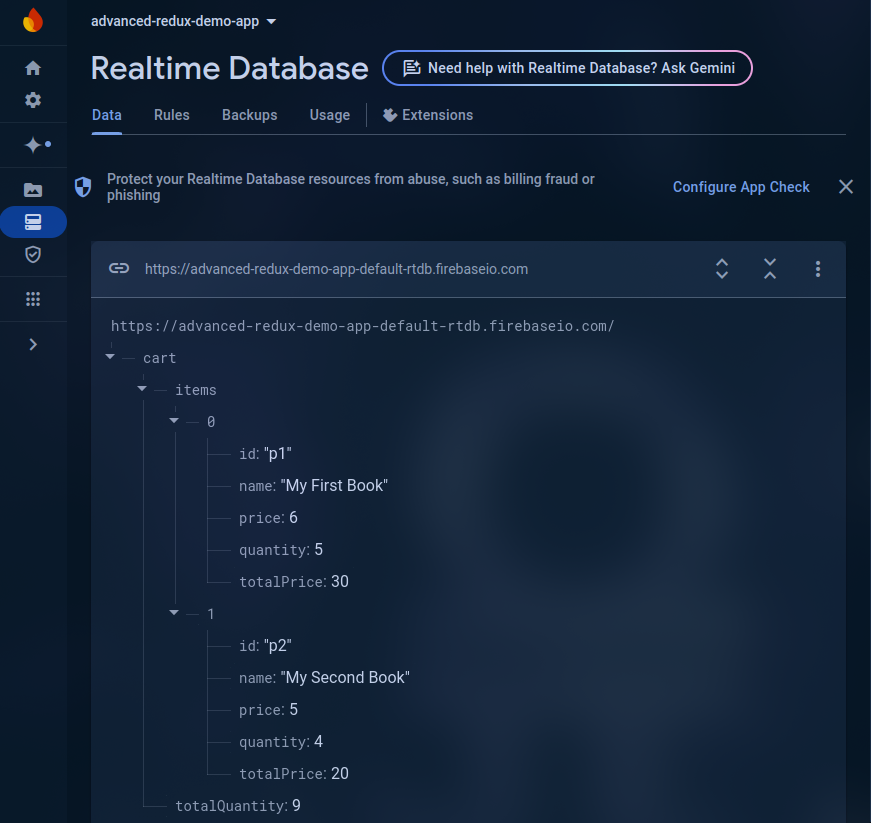 advanced-redux-demo-app
Realtime Database
Need help with Realtime Database? Ask Gemini
Data Rules Backups Usage Extensions
Protect your Realtime Database resources from abuse, such as billing fraud or
phishing
Configure App Check
https://advanced-redux-demo-app-default-rtdb.firebaseio.com
https://advanced-redux-demo-app-default-rtdb.firebaseio.com/
cart
items
0
id: "p1"
name: "My First Book"
price: 6
quantity: 5
totalPrice: 30
1
id: "p2"
name: "My Second Book"
price: 5
quantity: 4
totalPrice: 20
totalQuantity: 9